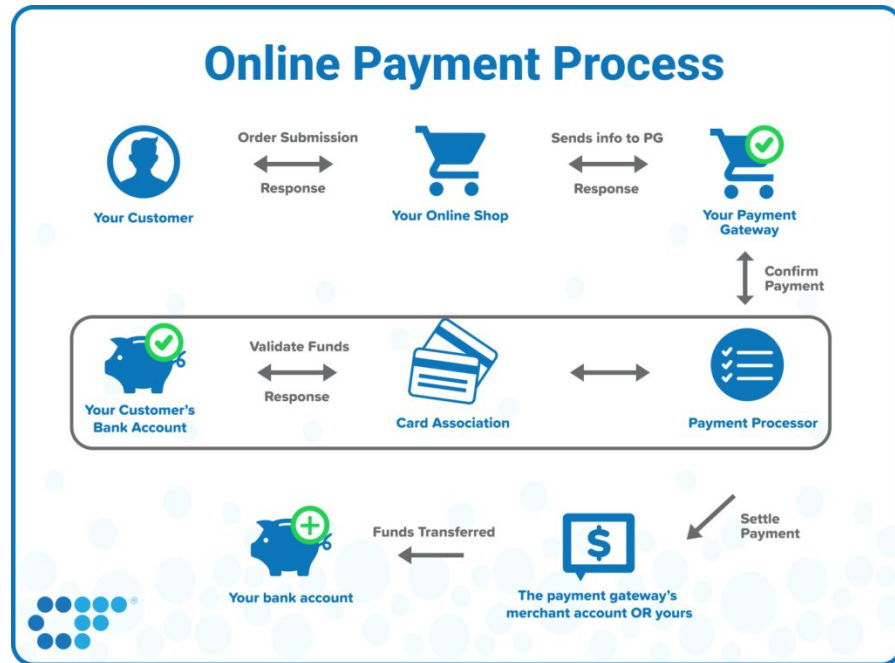 Online Payment Process
Order Submission
Response
Sends info to PG
Response
Your Customer
Your Online Shop
Your Payment
Gateway
Confirm
Payment
Validate Funds
Response
Your Customer's
Bank Account
Card Association
Payment Processor
Settle
Payment
Funds Transferred
$
Your bank account
The payment gateway's
merchant account OR yours
®